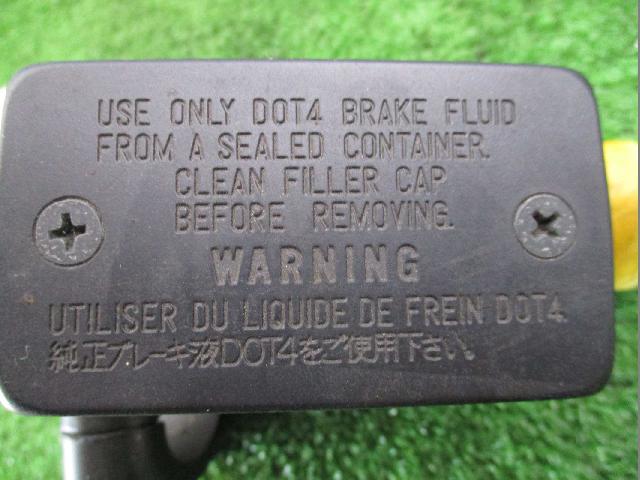 USE ONLY DOT4 BRAKE FLUID
FROM A SEALED CONTAINER.
CLEAN FILLER CAP
BEFORE REMOVING.
WARNING
UTILISER DU LIQUIDE DE FREIN DOT4.
純正ブレーキ液DOT4をご使用下さい。